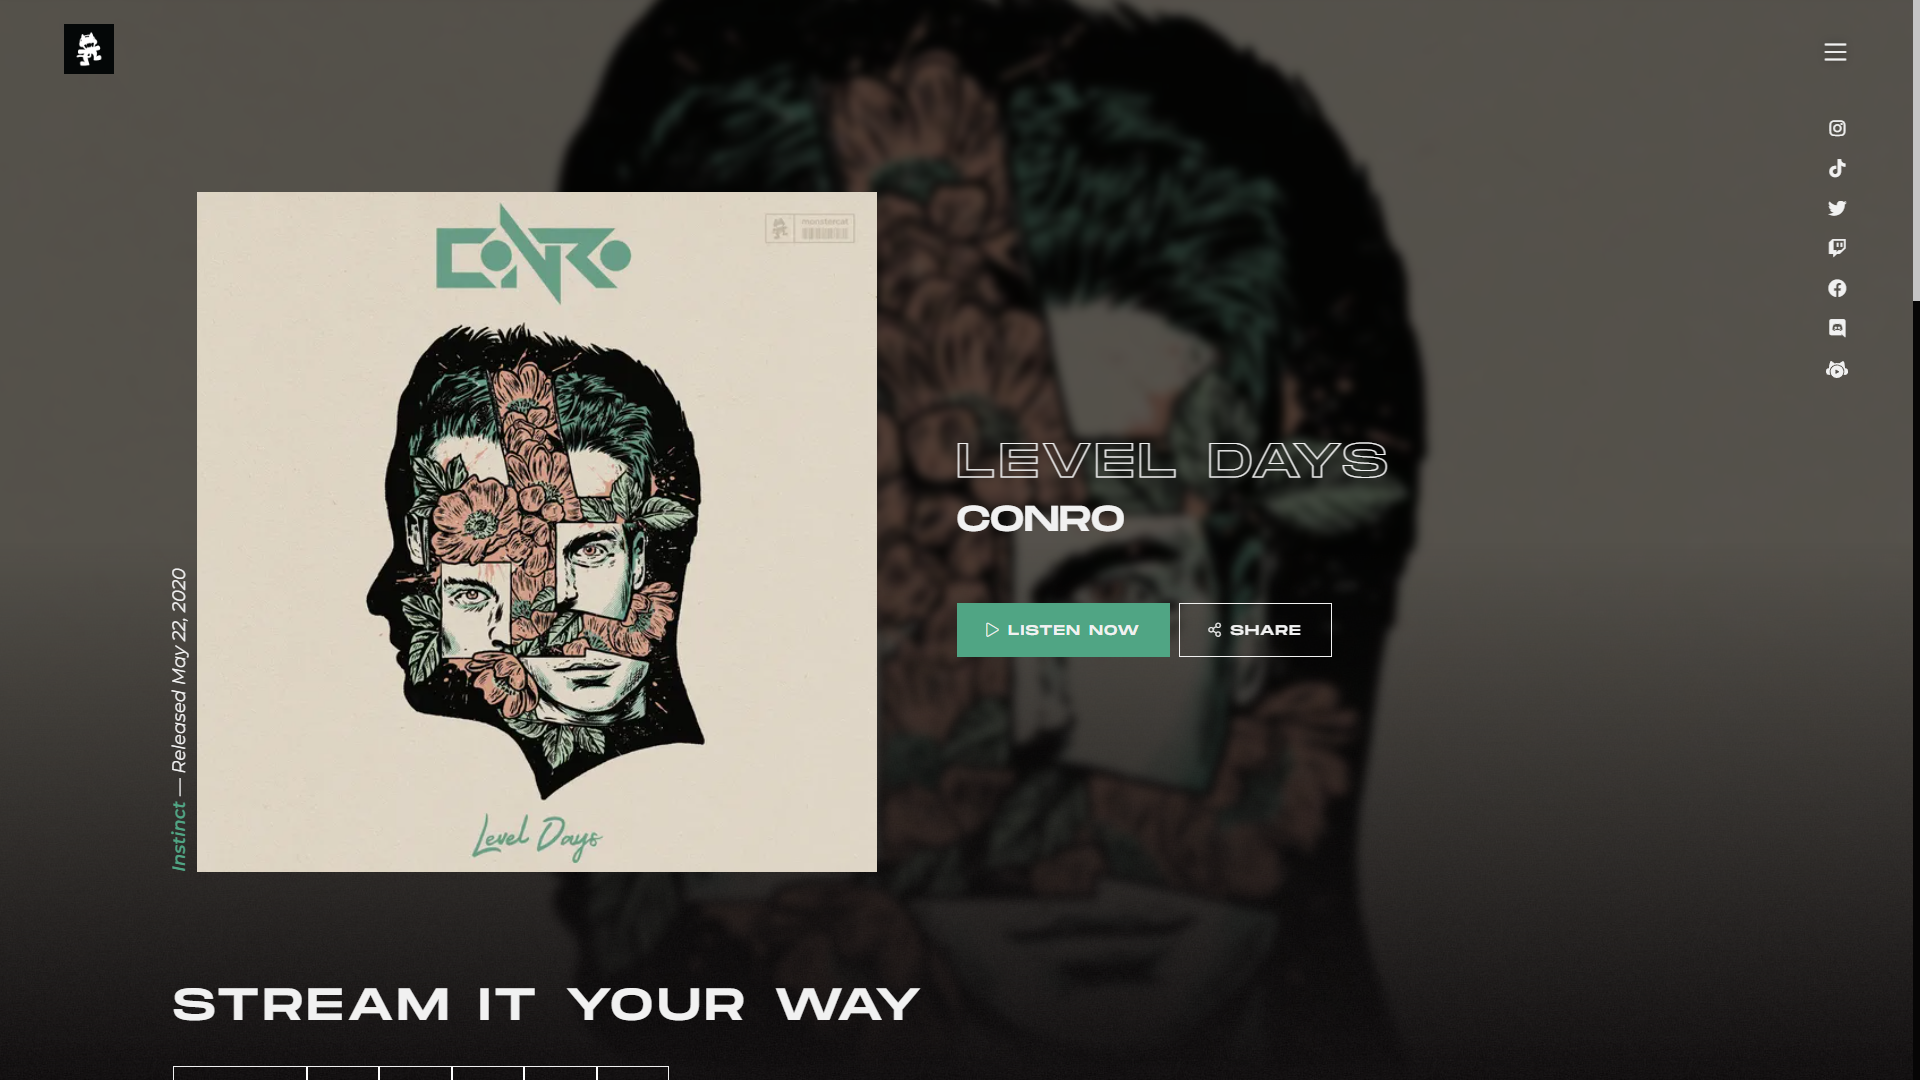 CONRO
monstercat
Level Days
Instinct — Released May 22, 2020
LEVEL DAYS
CONRO
LISTEN NOW
SHARE
STREAM IT YOUR WAY